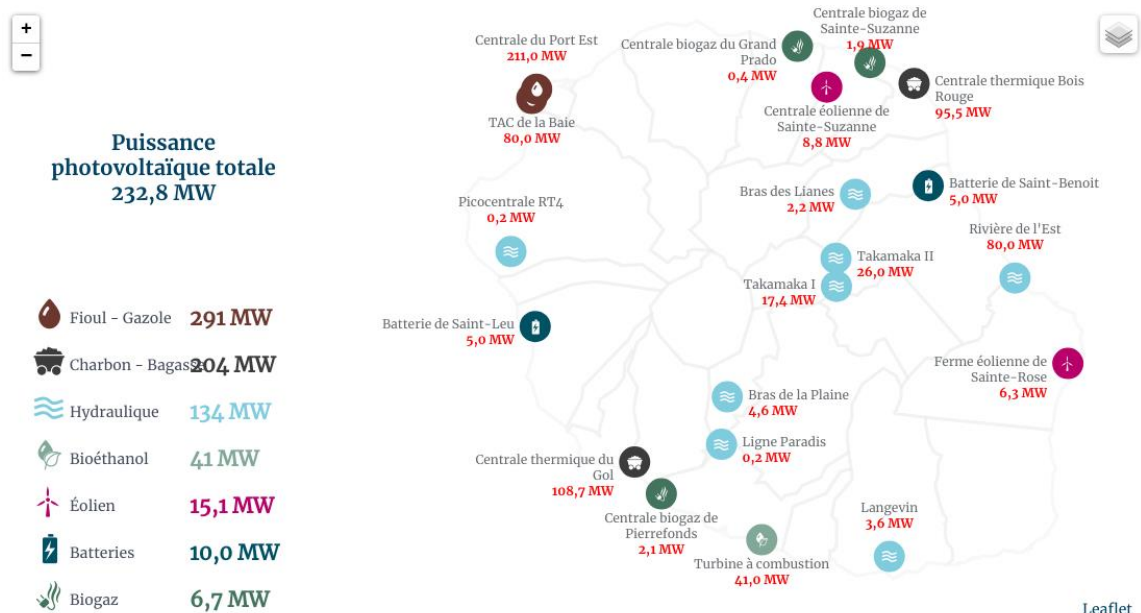 +
−
Puissance
photovoltaïque totale
232,8 MW
Fioul - Gazole 291 MW
Charbon - Bagasse 204 MW
Hydraulique 134 MW
Bioéthanol 41 MW
Éolien 15,1 MW
Batteries 10,0 MW
Biogaz 6,7 MW
Centrale du Port Est
211,0 MW
TAC de la Baie
80,0 MW
Centrale biogaz du Grand
Prado
0,4 MW
Centrale biogaz de
Sainte-Suzanne
1,9 MW
Centrale éolienne de
Sainte-Suzanne
8,8 MW
Centrale thermique Bois
Rouge
95,5 MW
Picocentrale RT4
0,2 MW
Bras des Lianes
2,2 MW
Batterie de Saint-Benoit
5,0 MW
Rivière de l'Est
80,0 MW
Takamaka II
26,0 MW
Takamaka I
17,4 MW
Batterie de Saint-Leu
5,0 MW
Ferme éolienne de
Sainte-Rose
6,3 MW
Bras de la Plaine
4,6 MW
Ligne Paradis
0,2 MW
Centrale thermique du
Gol
108,7 MW
Centrale biogaz de
Pierrefonds
2,1 MW
Turbine à combustion
41,0 MW
Langevin
3,6 MW
Leaflet